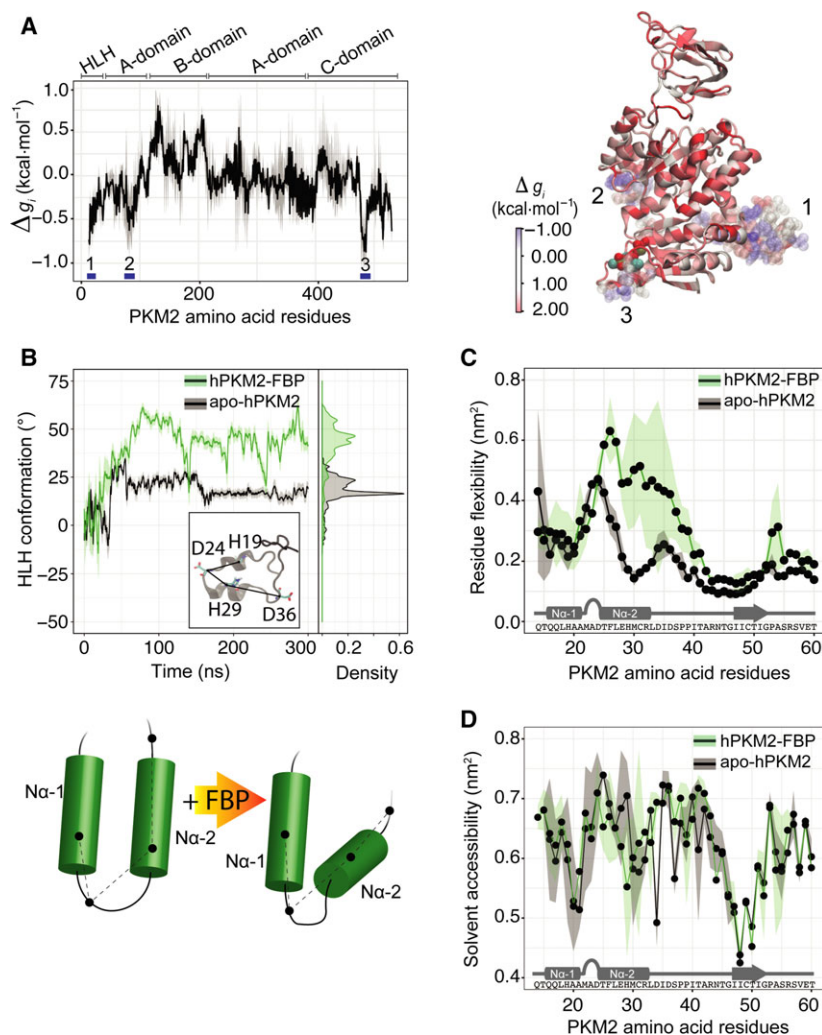 A
HLH
A-domain
B-domain
A-domain
C-domain
Δ gᵢ (kcal·mol⁻¹)
1.0
0.5
0.0
−0.5
−1.0
1
2
3
0
200
400
PKM2 amino acid residues
Δ gᵢ
(kcal·mol⁻¹)
−1.00
0.00
1.00
2.00
2
1
3
B
hPKM2-FBP
apo-hPKM2
HLH conformation (°)
75
50
25
0
−25
−50
D24
H19
H29
D36
0
100
200
300
0.2
0.6
Time (ns)
Density
Nα-1
Nα-2
+ FBP
Nα-1
Nα-2
C
hPKM2-FBP
apo-hPKM2
Residue flexibility (nm²)
0.8
0.6
0.4
0.2
0.0
Nα-1
Nα-2
QTQQLHAAMADTFLEHMCRLDIDSPPITARNTGIICTIGPASRSVET
20
30
40
50
60
PKM2 amino acid residues
D
hPKM2-FBP
apo-hPKM2
Solvent accessibility (nm²)
0.8
0.7
0.6
0.5
0.4
Nα-1
Nα-2
QTQQLHAAMADTFLEHMCRLDIDSPPITARNTGIICTIGPASRSVET
20
30
40
50
60
PKM2 amino acid residues